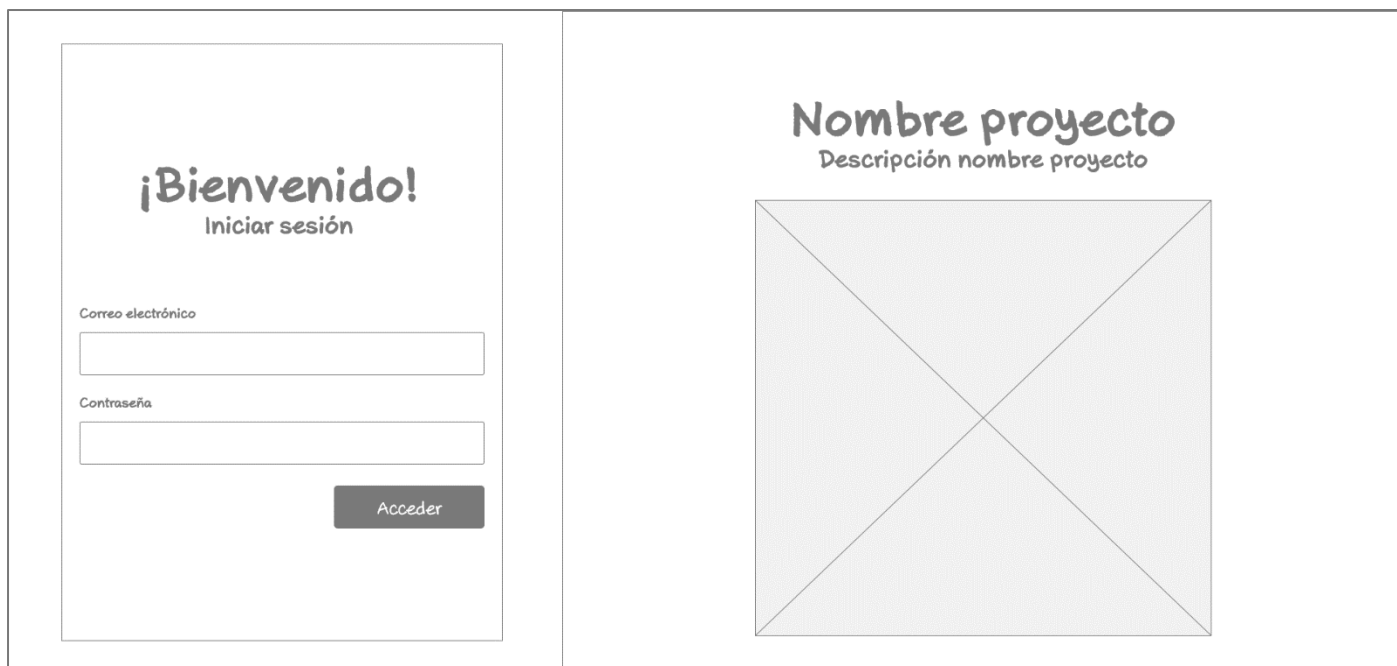 ¡Bienvenido!
Iniciar sesión
Correo electrónico
Contraseña
Acceder
Nombre proyecto
Descripción nombre proyecto